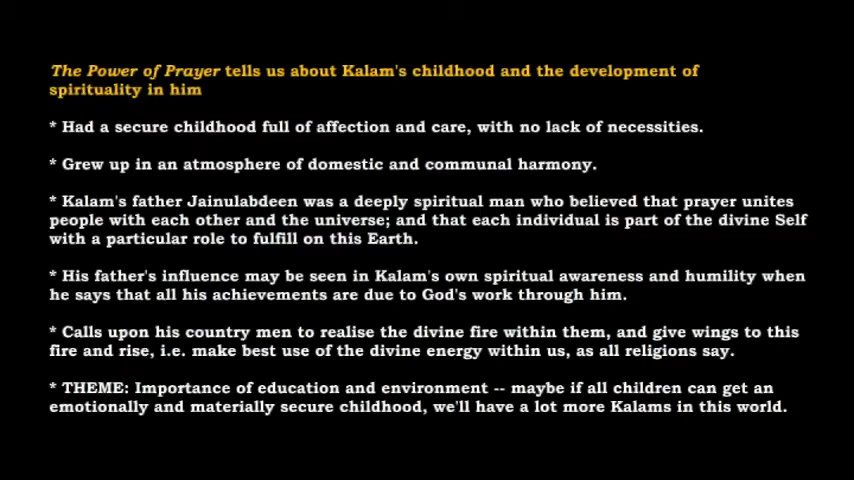 The Power of Prayer tells us about Kalam's childhood and the development of
spirituality in him
* Had a secure childhood full of affection and care, with no lack of necessities.
* Grew up in an atmosphere of domestic and communal harmony.
* Kalam's father Jainulabdeen was a deeply spiritual man who believed that prayer unites
people with each other and the universe; and that each individual is part of the divine Self
with a particular role to fulfill on this Earth.
* His father's influence may be seen in Kalam's own spiritual awareness and humility when
he says that all his achievements are due to God's work through him.
* Calls upon his country men to realise the divine fire within them, and give wings to this
fire and rise, i.e. make best use of the divine energy within us, as all religions say.
* THEME: Importance of education and environment -- maybe if all children can get an
emotionally and materially secure childhood, we'll have a lot more Kalams in this world.